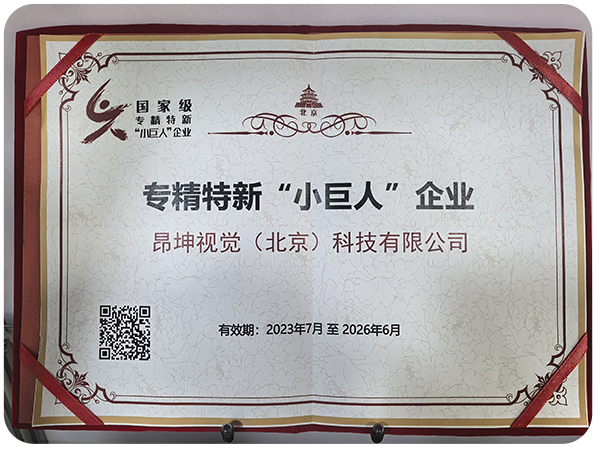 国家级
专精特新
“小巨人”企业
北京
专精特新“小巨人”企业
昂坤视觉（北京）科技有限公司
有效期：2023年7月 至 2026年6月